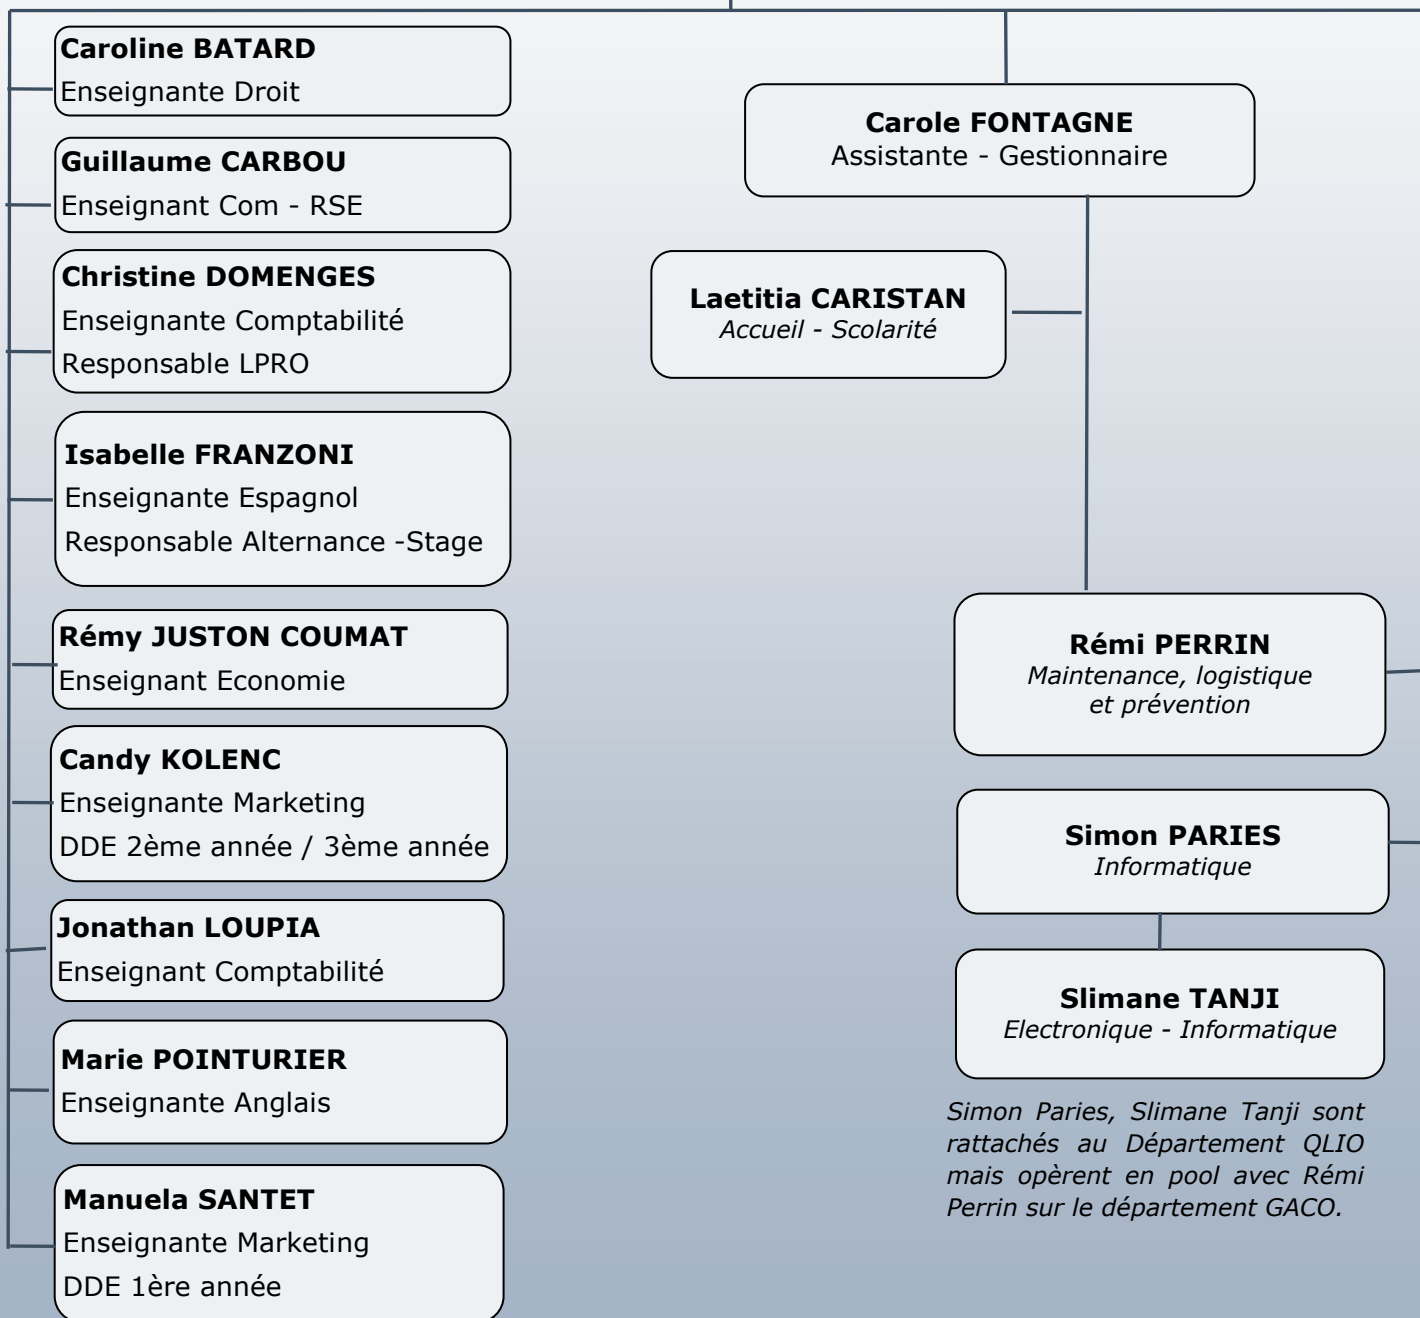 Caroline BATARD
Enseignante Droit
Guillaume CARBOU
Enseignant Com - RSE
Christine DOMENGES
Enseignante Comptabilité
Responsable LPRO
Isabelle FRANZONI
Enseignante Espagnol
Responsable Alternance -Stage
Rémy JUSTON COUMAT
Enseignant Economie
Candy KOLENC
Enseignante Marketing
DDE 2ème année / 3ème année
Jonathan LOUPIA
Enseignant Comptabilité
Marie POINTURIER
Enseignante Anglais
Manuela SANTET
Enseignante Marketing
DDE 1ère année
Carole FONTAGNE
Assistante - Gestionnaire
Laetitia CARISTAN
Accueil - Scolarité
Rémi PERRIN
Maintenance, logistique
et prévention
Simon PARIES
Informatique
Slimane TANJI
Electronique - Informatique
Simon Paries, Slimane Tanji sont
rattachés au Département QLIO
mais opèrent en pool avec Rémi
Perrin sur le département GACO.